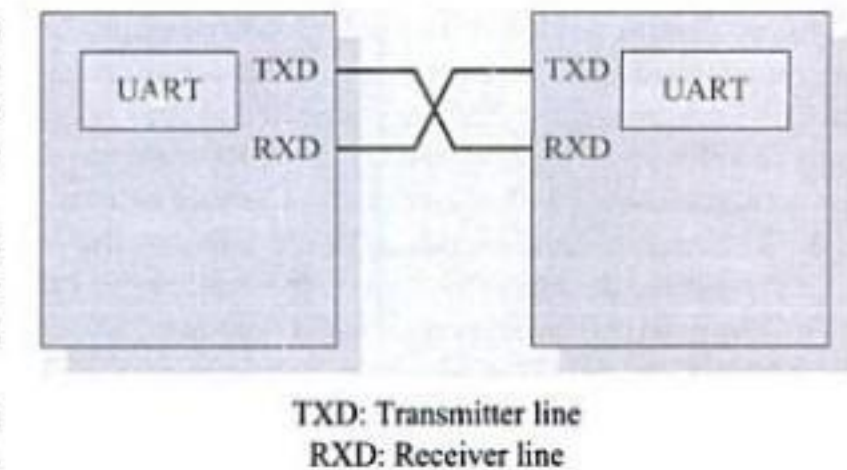 UART TXD TXD UART
RXD RXD
TXD: Transmitter line
RXD: Receiver line